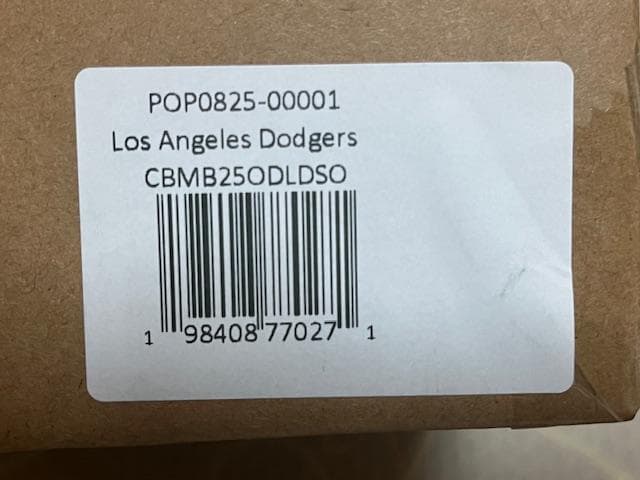 POP0825-00001
Los Angeles Dodgers
CBMB25ODLDSO
1 98408 77027 1